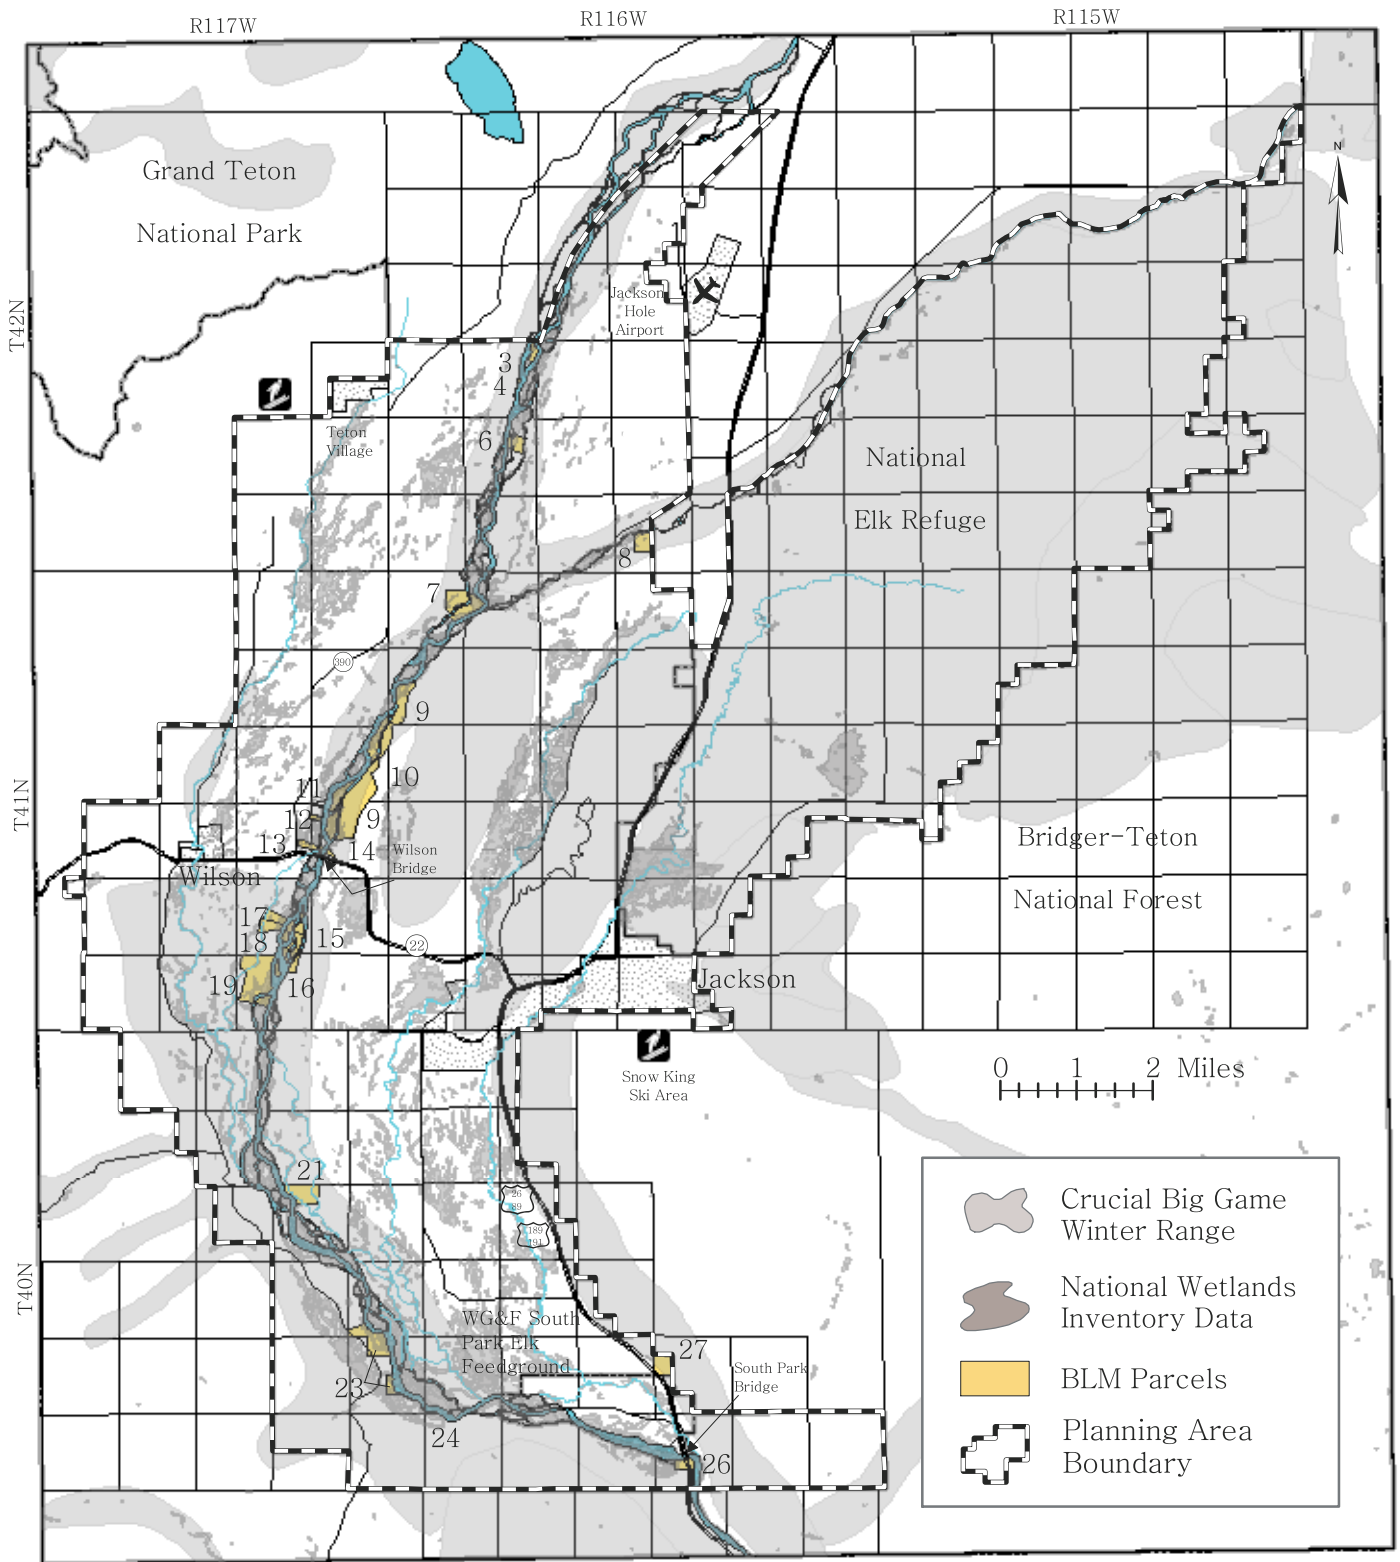 R117W
R116W
R115W
T42N
T41N
T40N
Grand Teton
National Park
N
1
Jackson
Hole
Airport
3
4
6
Teton
Village
National
Elk Refuge
8
7
390
9
10
11
12
9
13
14
Wilson
Bridge
Wilson
Bridger-Teton
National Forest
17
18
15
22
19
16
Jackson
Snow King
Ski Area
0 1 2 Miles
21
26
89
189
191
WG&F South
Park Elk
Feedground
27
South Park
Bridge
23
24
26
Crucial Big Game
Winter Range
National Wetlands
Inventory Data
BLM Parcels
Planning Area
Boundary